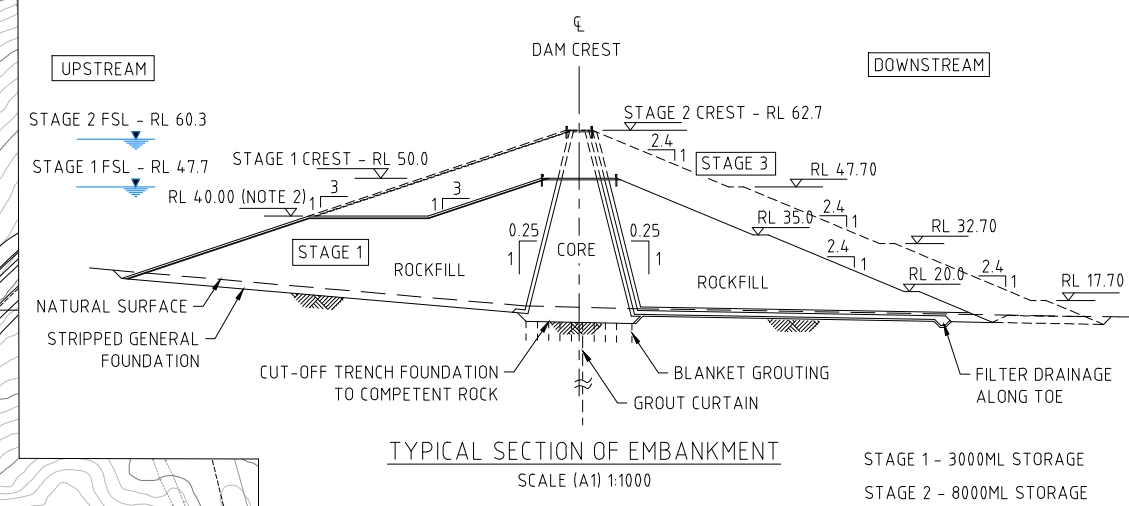 ℄
DAM CREST
UPSTREAM
DOWNSTREAM
STAGE 2 FSL - RL 60.3
STAGE 2 CREST - RL 62.7
STAGE 1 FSL - RL 47.7
STAGE 1 CREST - RL 50.0
2.4
1
STAGE 3
RL 47.70
RL 40.00 (NOTE 2)
3
1
3
1
RL 35.0
2.4
1
RL 32.70
0.25
1
CORE
0.25
1
STAGE 1
ROCKFILL
ROCKFILL
2.4
1
RL 20.0
2.4
1
RL 17.70
NATURAL SURFACE
STRIPPED GENERAL
FOUNDATION
CUT-OFF TRENCH FOUNDATION
TO COMPETENT ROCK
BLANKET GROUTING
GROUT CURTAIN
FILTER DRAINAGE
ALONG TOE
TYPICAL SECTION OF EMBANKMENT
SCALE (A1) 1:1000
STAGE 1 - 3000ML STORAGE
STAGE 2 - 8000ML STORAGE